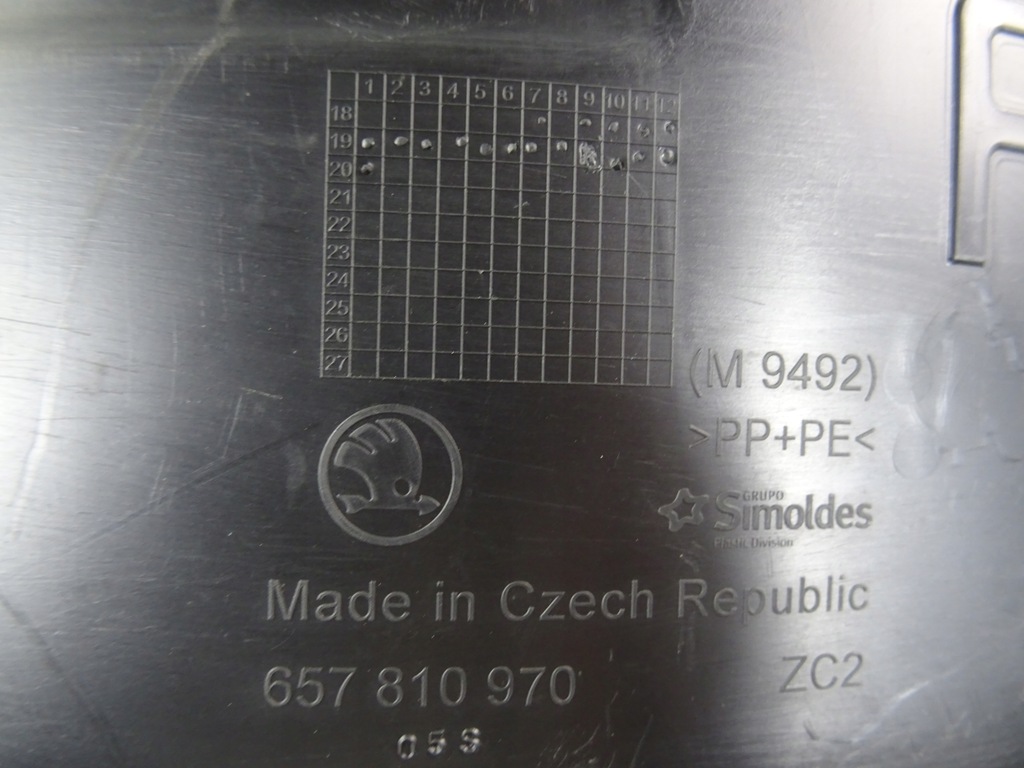 1 2 3 4 5 6 7 8 9 10 11 12
18
19
20
21
22
23
24
25
26
27
(M 9492)
>PP+PE<
GRUPO
Simoldes
Plastic Division
Made in Czech Republic
657 810 970 ZC2
05S